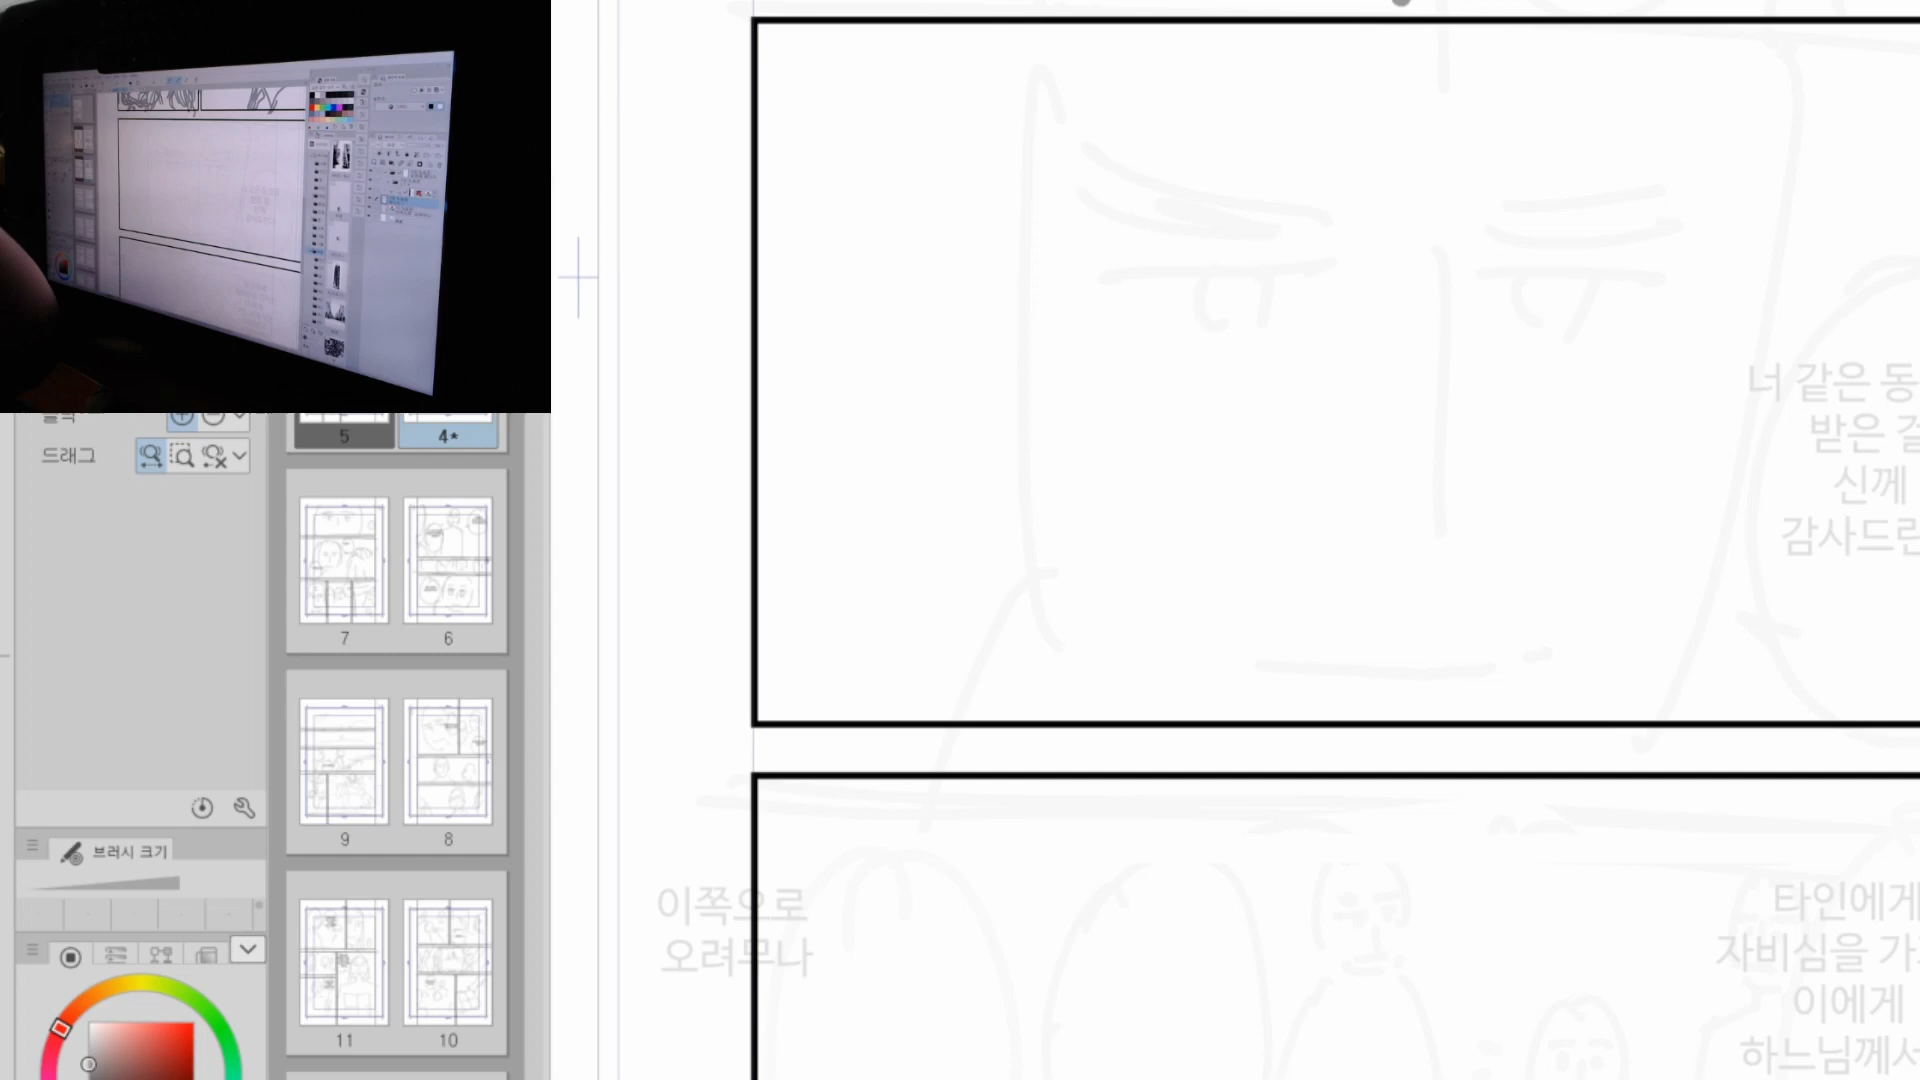 드래그
5
4*
7
6
9
8
브러시 크기
11
10
너 같은 동
받은 걸
신께
감사드린
이쪽으로
오려무나
타인에게
자비심을 가
이에게
하느님께서